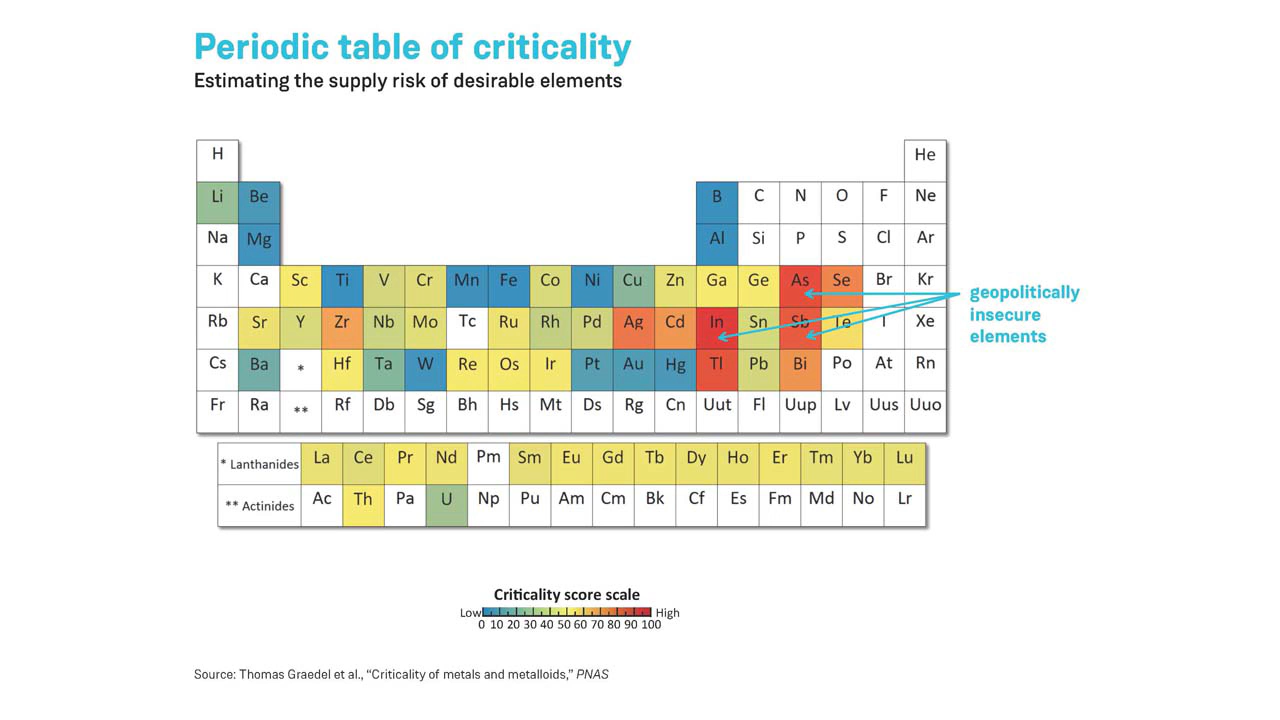 Periodic table of criticality
Estimating the supply risk of desirable elements
H He
Li Be B C N O F Ne
Na Mg Al Si P S Cl Ar
K Ca Sc Ti V Cr Mn Fe Co Ni Cu Zn Ga Ge As Se Br Kr
Rb Sr Y Zr Nb Mo Tc Ru Rh Pd Ag Cd In Sn Sb Te I Xe
Cs Ba * Hf Ta W Re Os Ir Pt Au Hg Tl Pb Bi Po At Rn
Fr Ra ** Rf Db Sg Bh Hs Mt Ds Rg Cn Uut Fl Uup Lv Uus Uuo
geopolitically
insecure
elements
* Lanthanides La Ce Pr Nd Pm Sm Eu Gd Tb Dy Ho Er Tm Yb Lu
** Actinides Ac Th Pa U Np Pu Am Cm Bk Cf Es Fm Md No Lr
Criticality score scale
Low High
0 10 20 30 40 50 60 70 80 90 100
Source: Thomas Graedel et al., “Criticality of metals and metalloids,” PNAS